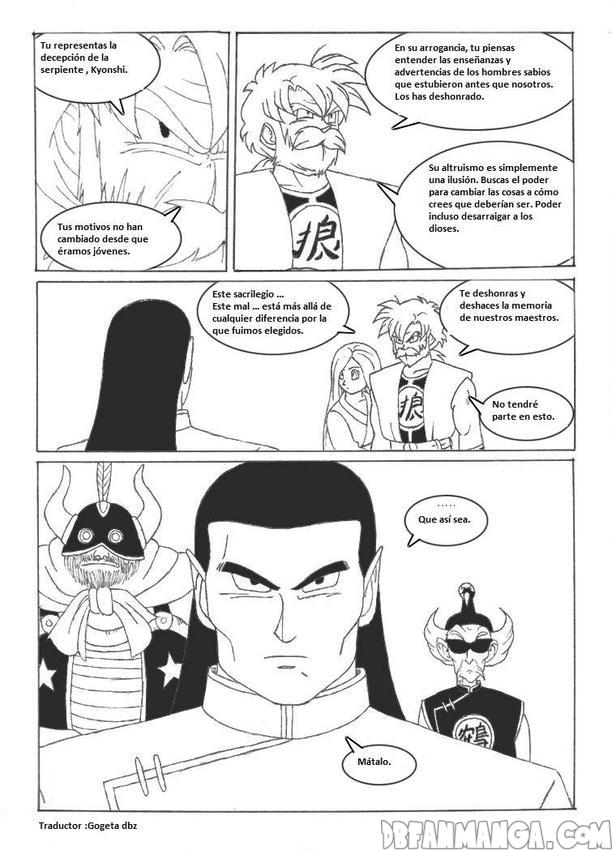 Tu representas la
decepción de la
serpiente , Kyonshi.
Tus motivos no han
cambiado desde que
éramos jóvenes.
En su arrogancia, tu piensas
entender las enseñanzas y
advertencias de los hombres sabios
que estubieron antes que nosotros.
Los has deshonrado.
Su altruismo es simplemente
una ilusión. Buscas el poder
para cambiar las cosas a cómo
crees que deberían ser. Poder
incluso desarraigar a los
dioses.
狼
Este sacrilegio ...
Este mal ... está más allá de
cualquier diferencia por la
que fuimos elegidos.
Te deshonras y
deshaces la memoria
de nuestros maestros.
No tendré
parte en esto.
狼
.....
Que así sea.
鶴
Mátalo.
Traductor :Gogeta dbz
DBFANMANGA.COM